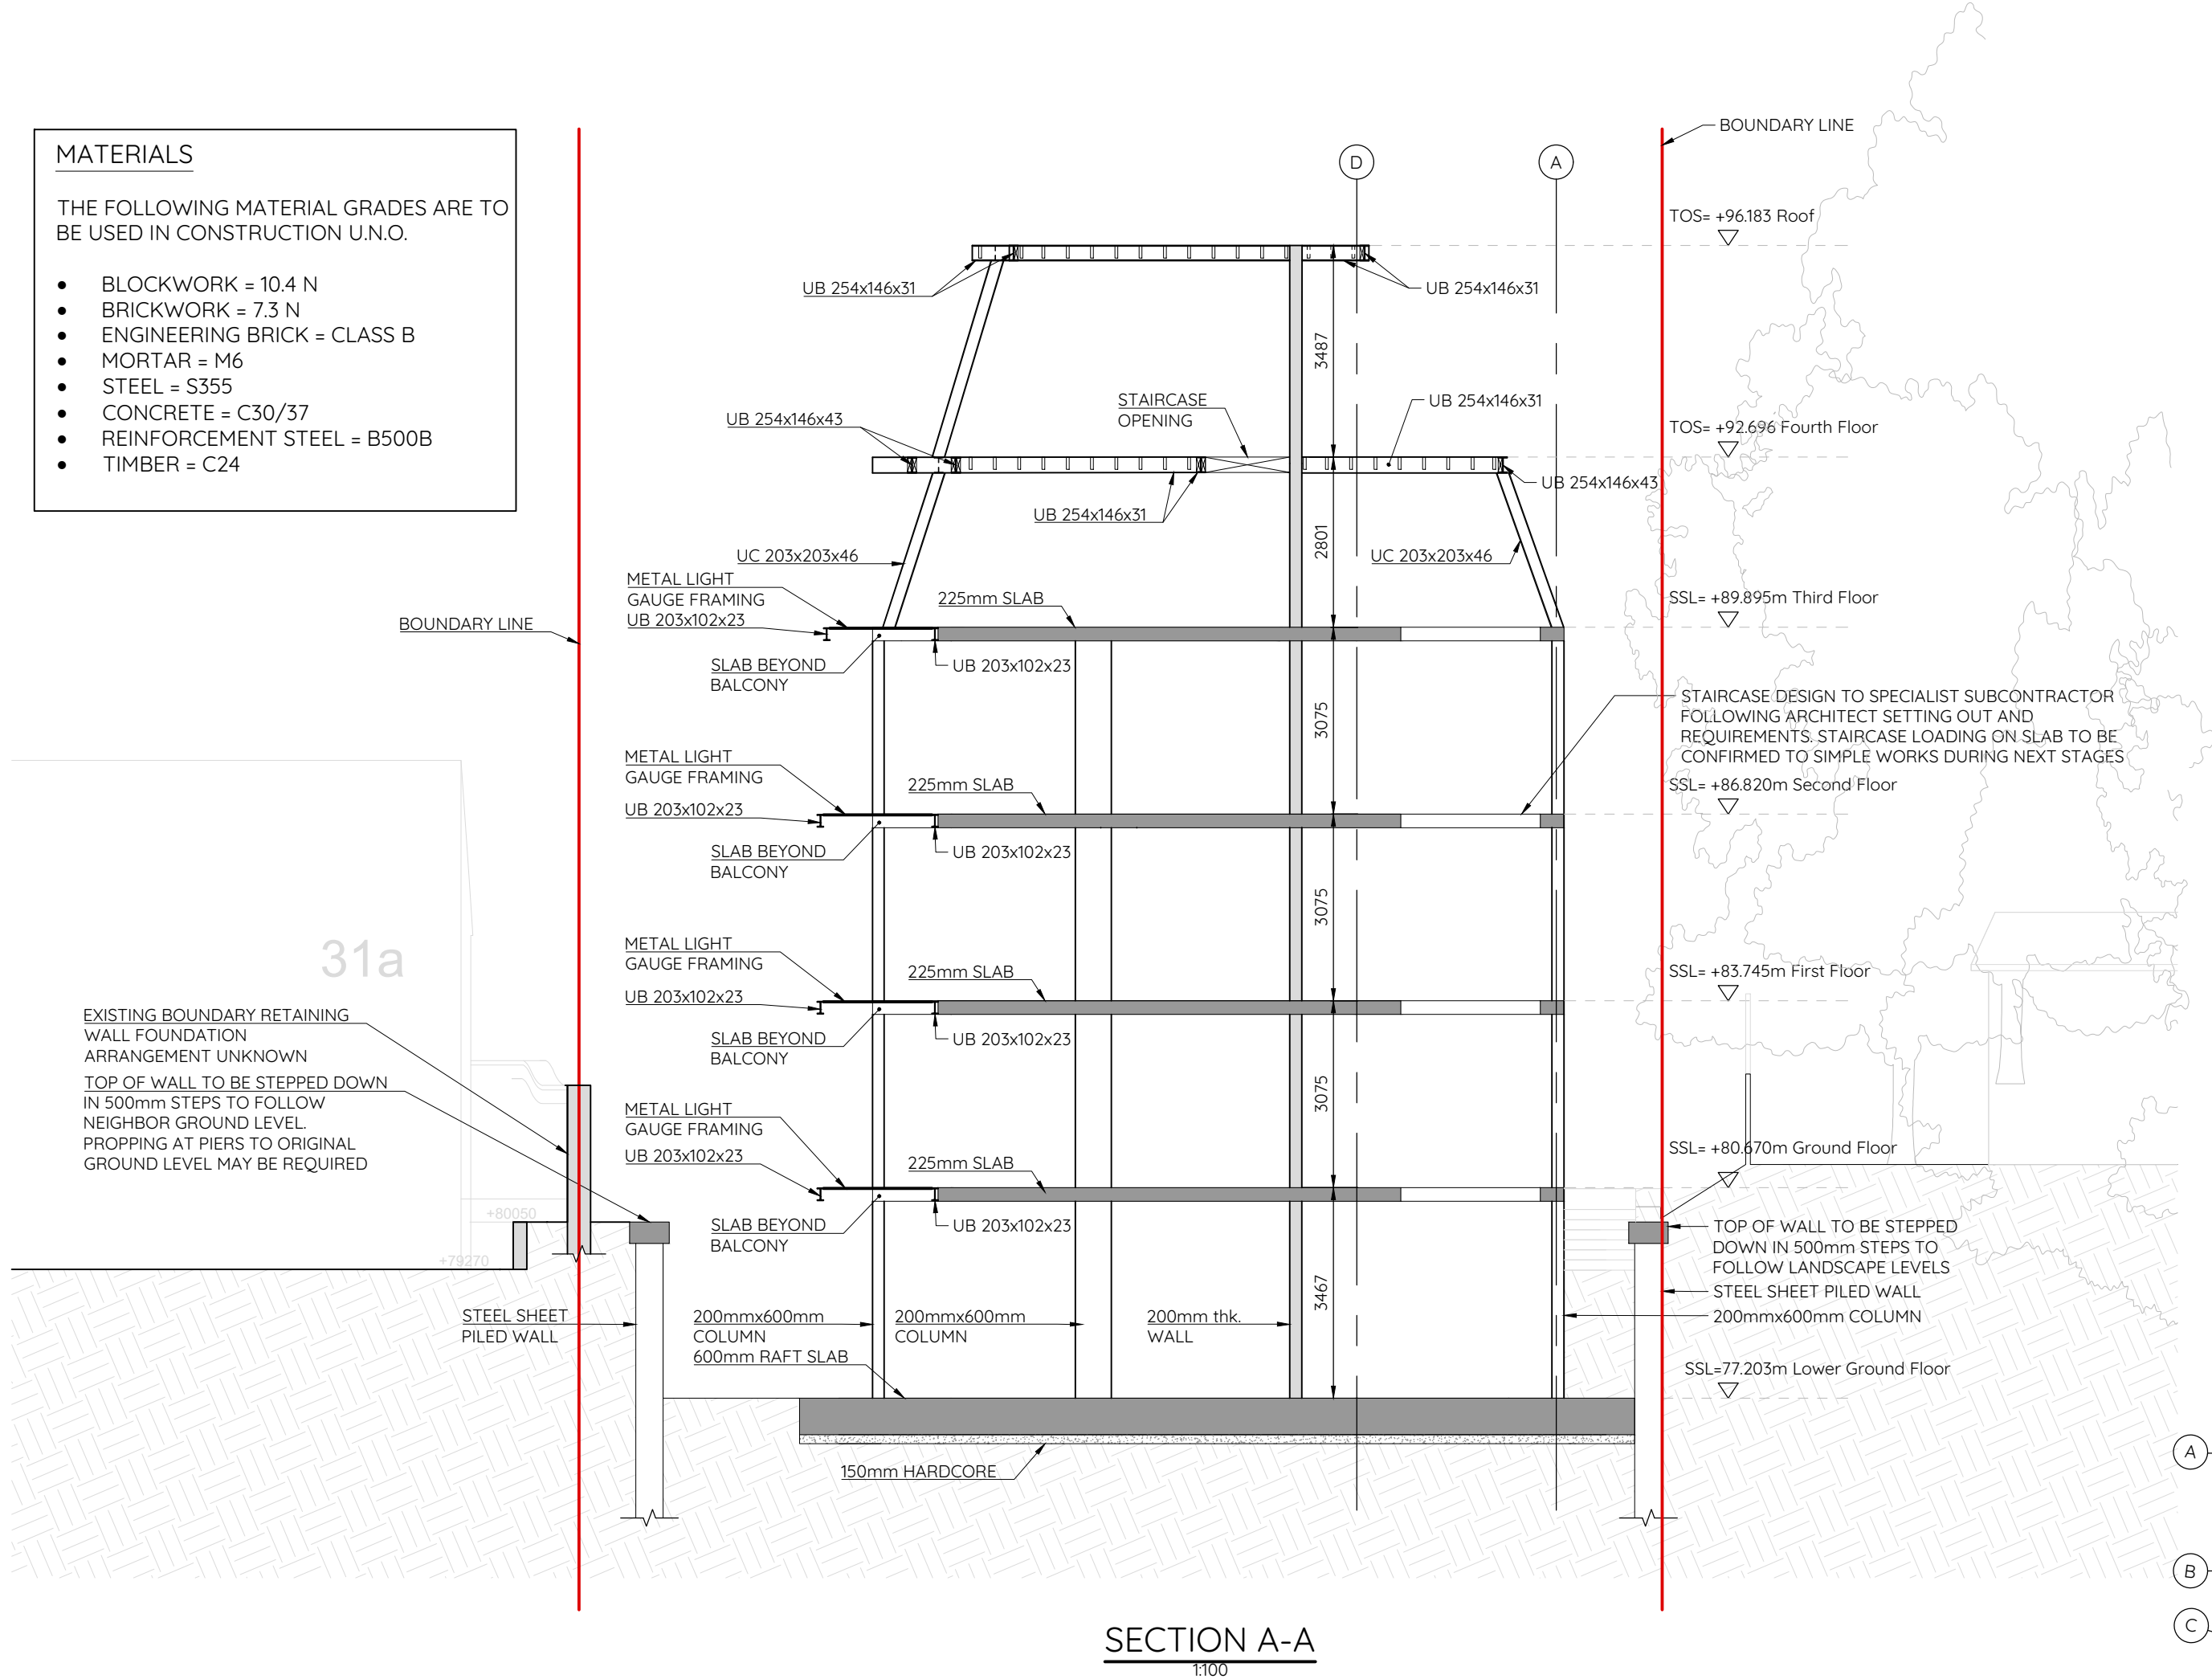 MATERIALS
THE FOLLOWING MATERIAL GRADES ARE TO
BE USED IN CONSTRUCTION U.N.O.
• BLOCKWORK = 10.4 N
• BRICKWORK = 7.3 N
• ENGINEERING BRICK = CLASS B
• MORTAR = M6
• STEEL = S355
• CONCRETE = C30/37
• REINFORCEMENT STEEL = B500B
• TIMBER = C24
BOUNDARY LINE
D
A
TOS= +96.183 Roof
UB 254x146x31
UB 254x146x31
3487
STAIRCASE
OPENING
UB 254x146x31
UB 254x146x43
TOS= +92.696 Fourth Floor
UB 254x146x43
UB 254x146x31
2801
UC 203x203x46
UC 203x203x46
METAL LIGHT
GAUGE FRAMING
UB 203x102x23
225mm SLAB
SSL= +89.895m Third Floor
BOUNDARY LINE
SLAB BEYOND
BALCONY
UB 203x102x23
3075
STAIRCASE DESIGN TO SPECIALIST SUBCONTRACTOR
FOLLOWING ARCHITECT SETTING OUT AND
REQUIREMENTS. STAIRCASE LOADING ON SLAB TO BE
CONFIRMED TO SIMPLE WORKS DURING NEXT STAGES
METAL LIGHT
GAUGE FRAMING
UB 203x102x23
225mm SLAB
SSL= +86.820m Second Floor
SLAB BEYOND
BALCONY
UB 203x102x23
3075
31a
METAL LIGHT
GAUGE FRAMING
UB 203x102x23
225mm SLAB
SSL= +83.745m First Floor
SLAB BEYOND
BALCONY
UB 203x102x23
3075
EXISTING BOUNDARY RETAINING
WALL FOUNDATION
ARRANGEMENT UNKNOWN
TOP OF WALL TO BE STEPPED DOWN
IN 500mm STEPS TO FOLLOW
NEIGHBOR GROUND LEVEL.
PROPPING AT PIERS TO ORIGINAL
GROUND LEVEL MAY BE REQUIRED
METAL LIGHT
GAUGE FRAMING
UB 203x102x23
225mm SLAB
SSL= +80.670m Ground Floor
SLAB BEYOND
BALCONY
UB 203x102x23
+80050
+79270
TOP OF WALL TO BE STEPPED
DOWN IN 500mm STEPS TO
FOLLOW LANDSCAPE LEVELS
STEEL SHEET PILED WALL
200mmx600mm COLUMN
3467
STEEL SHEET
PILED WALL
200mmx600mm
COLUMN
200mmx600mm
COLUMN
200mm thk.
WALL
600mm RAFT SLAB
SSL=77.203m Lower Ground Floor
150mm HARDCORE
A
B
C
SECTION A-A
1:100